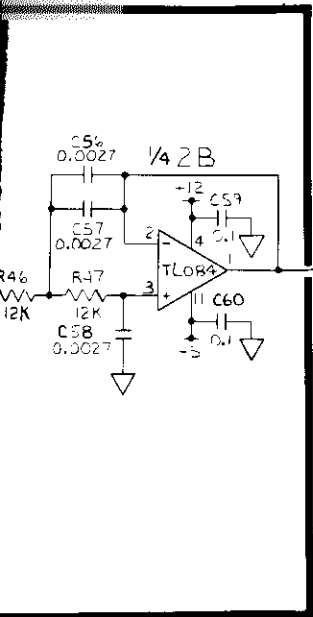 C56
0.0027
1/4 2B
+12
C59
0.1
C57
0.0027
2
4
TL084
1
R46
12K
R47
12K
3
11
C60
0.1
C58
0.0027
-5